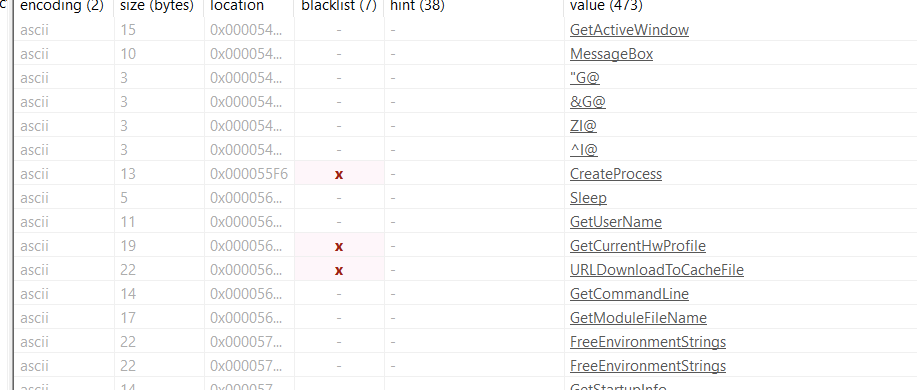 c encoding (2) size (bytes) location blacklist (7) hint (38) value (473)
ascii 15 0x000054... - - GetActiveWindow
ascii 10 0x000054... - - MessageBox
ascii 3 0x000054... - - "G@
ascii 3 0x000054... - - &G@
ascii 3 0x000054... - - ZI@
ascii 3 0x000054... - - ^I@
ascii 13 0x000055F6 x - CreateProcess
ascii 5 0x000056... - - Sleep
ascii 11 0x000056... - - GetUserName
ascii 19 0x000056... x - GetCurrentHwProfile
ascii 22 0x000056... x - URLDownloadToCacheFile
ascii 14 0x000056... - - GetCommandLine
ascii 17 0x000056... - - GetModuleFileName
ascii 22 0x000057... - - FreeEnvironmentStrings
ascii 22 0x000057... - - FreeEnvironmentStrings
ascii 14 0x000057... - - GetStartupInfo